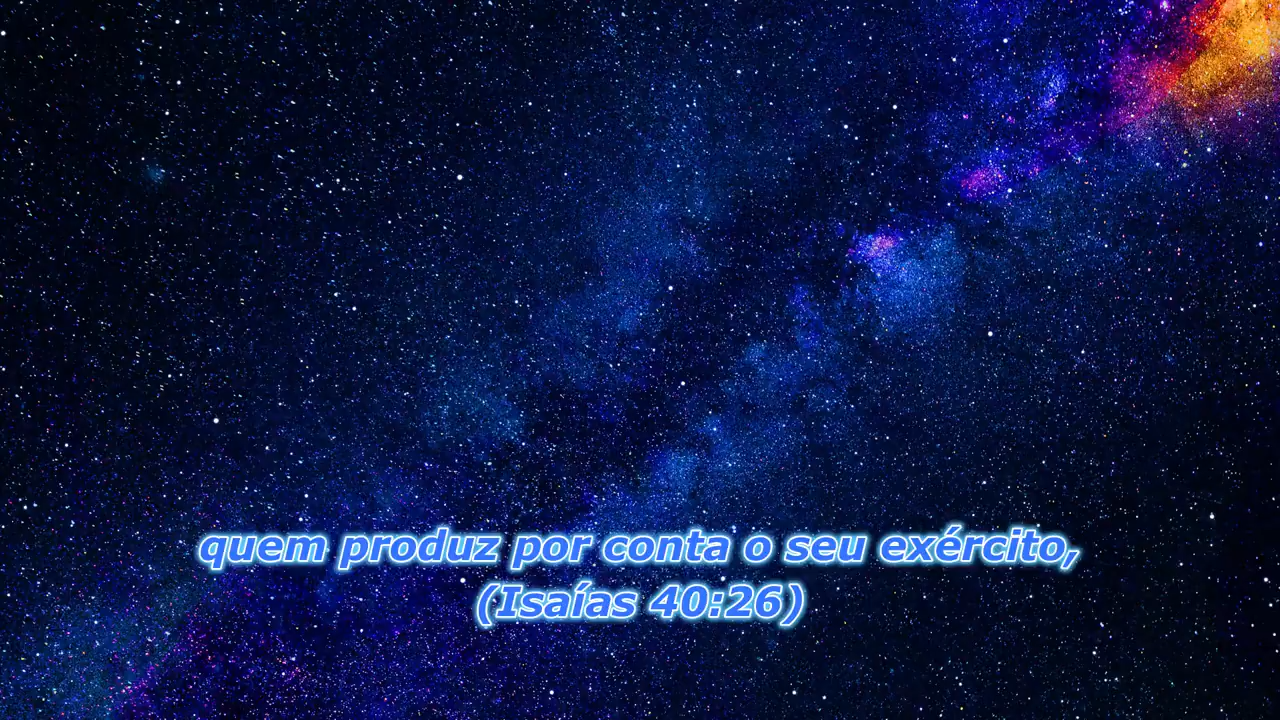 quem produz por conta o seu exército,
(Isaías 40:26)